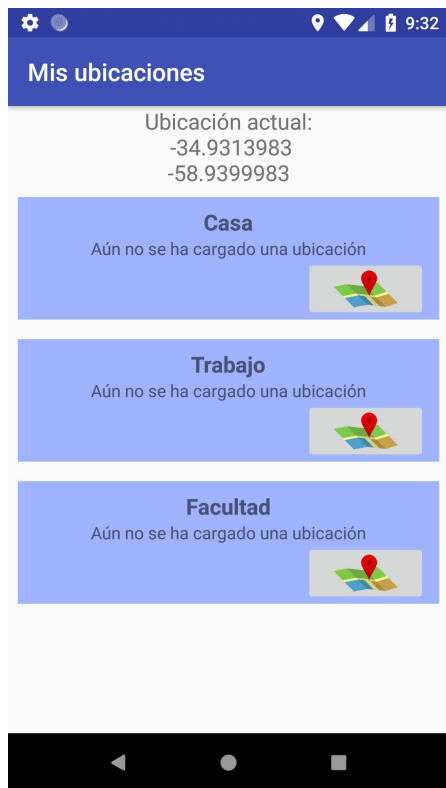 9:32
Mis ubicaciones
Ubicación actual:
-34.9313983
-58.9399983
Casa
Aún no se ha cargado una ubicación
Trabajo
Aún no se ha cargado una ubicación
Facultad
Aún no se ha cargado una ubicación